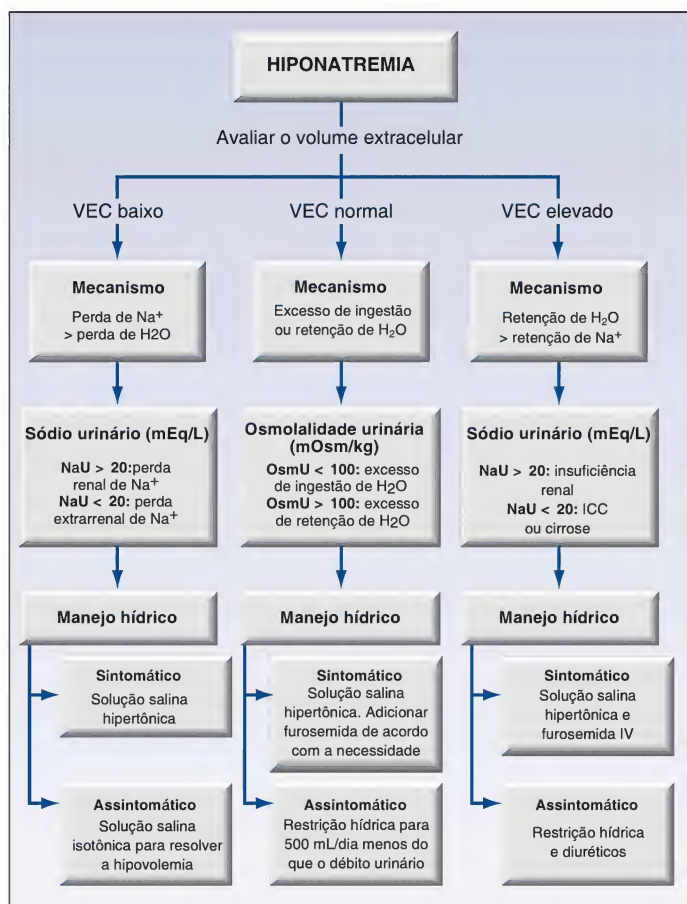 HIPONATREMIA
Avaliar o volume extracelular
VEC baixo
VEC normal
VEC elevado
Mecanismo
Perda de Na+
> perda de H2O
Mecanismo
Excesso de ingestão
ou retenção de H2O
Mecanismo
Retenção de H2O
> retenção de Na+
Sódio urinário (mEq/L)
NaU > 20:perda
renal de Na+
NaU < 20: perda
extrarrenal de Na+
Osmolalidade urinária
(mOsm/kg)
OsmU < 100: excesso
de ingestão de H2O
OsmU > 100: excesso
de retenção de H2O
Sódio urinário (mEq/L)
NaU > 20: insuficiência
renal
NaU < 20: ICC
ou cirrose
Manejo hídrico
Manejo hídrico
Manejo hídrico
Sintomático
Solução salina
hipertônica
Sintomático
Solução salina
hipertônica. Adicionar
furosemida de acordo
com a necessidade
Sintomático
Solução salina
hipertônica e
furosemida IV
Assintomático
Solução salina
isotônica para resolver
a hipovolemia
Assintomático
Restrição hídrica para
500 mL/dia menos do
que o débito urinário
Assintomático
Restrição hídrica
e diuréticos